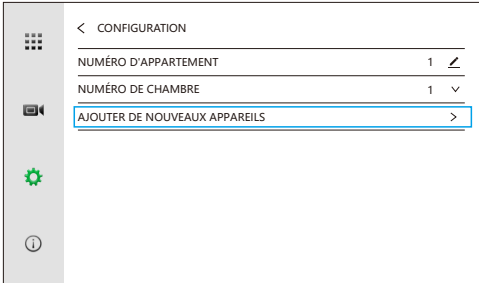 CONFIGURATION
NUMÉRO D'APPARTEMENT 1
NUMÉRO DE CHAMBRE 1
AJOUTER DE NOUVEAUX APPAREILS